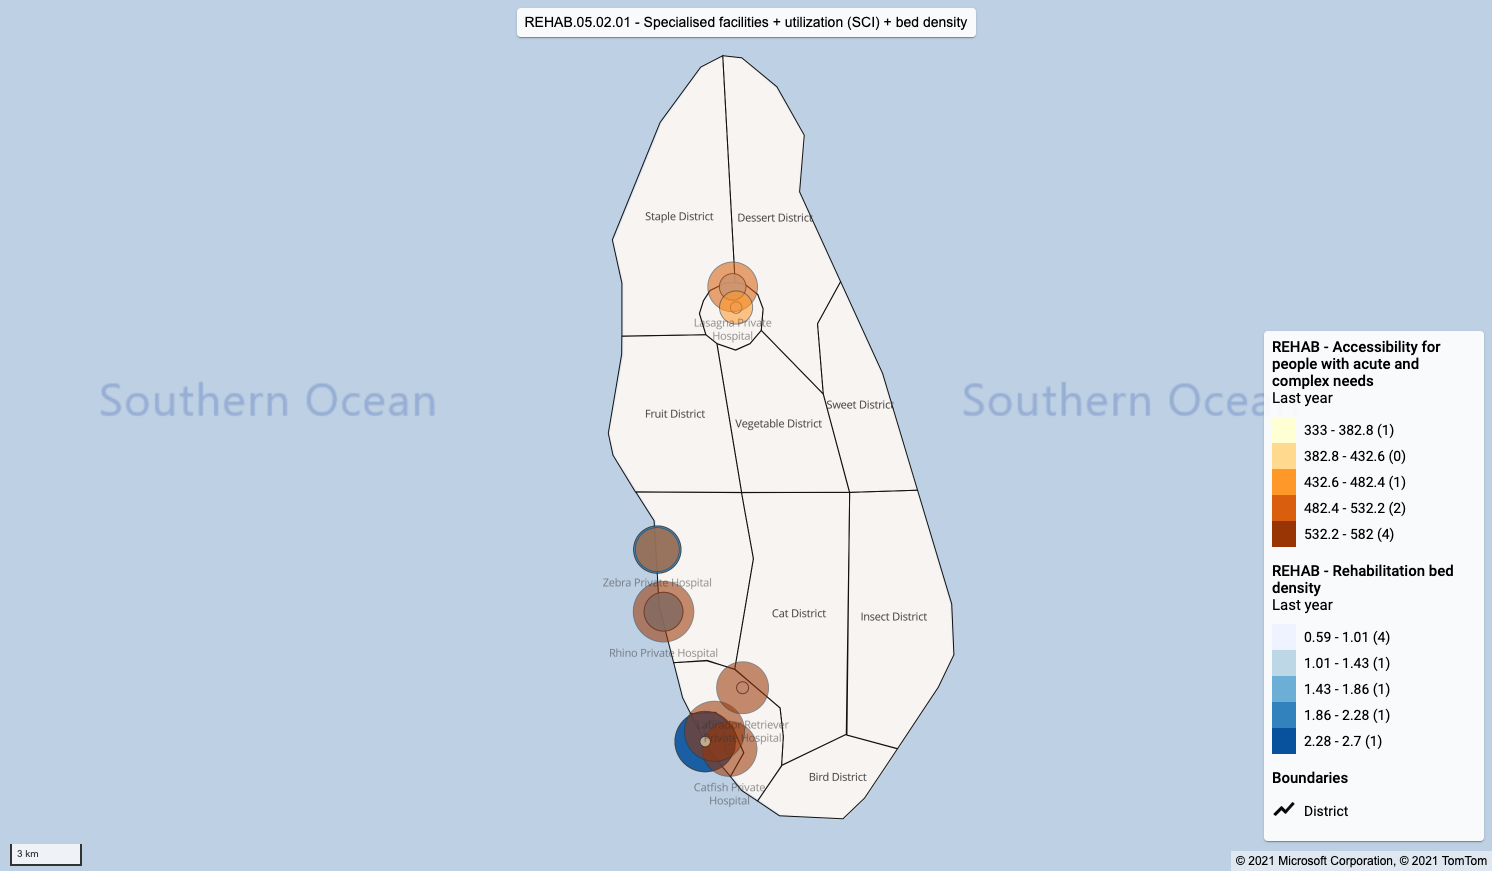 REHAB.05.02.01 - Specialised facilities + utilization (SCI) + bed density
Staple District
Dessert District
Lasagna Private
Hospital
Southern Ocean
Southern Ocea
Fruit District
Vegetable District
Sweet District
Zebra Private Hospital
Cat District
Insect District
Rhino Private Hospital
Labrador Retriever
Private Hospital
Bird District
Catfish Private
Hospital
REHAB - Accessibility for
people with acute and
complex needs
Last year
333 - 382.8 (1)
382.8 - 432.6 (0)
432.6 - 482.4 (1)
482.4 - 532.2 (2)
532.2 - 582 (4)
REHAB - Rehabilitation bed
density
Last year
0.59 - 1.01 (4)
1.01 - 1.43 (1)
1.43 - 1.86 (1)
1.86 - 2.28 (1)
2.28 - 2.7 (1)
Boundaries
District
3 km
© 2021 Microsoft Corporation, © 2021 TomTom